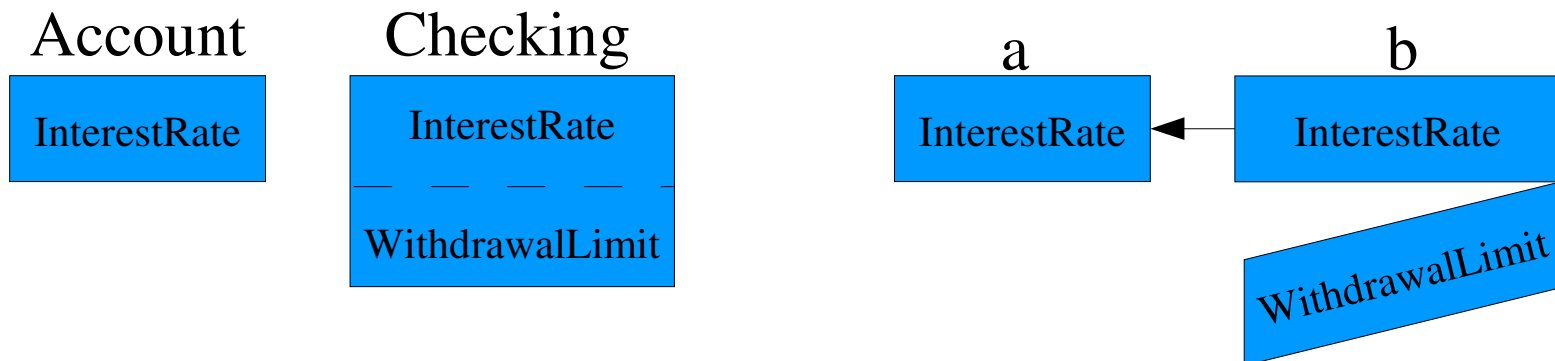 Account
InterestRate
Checking
InterestRate
WithdrawalLimit
a
InterestRate
b
InterestRate
WithdrawalLimit